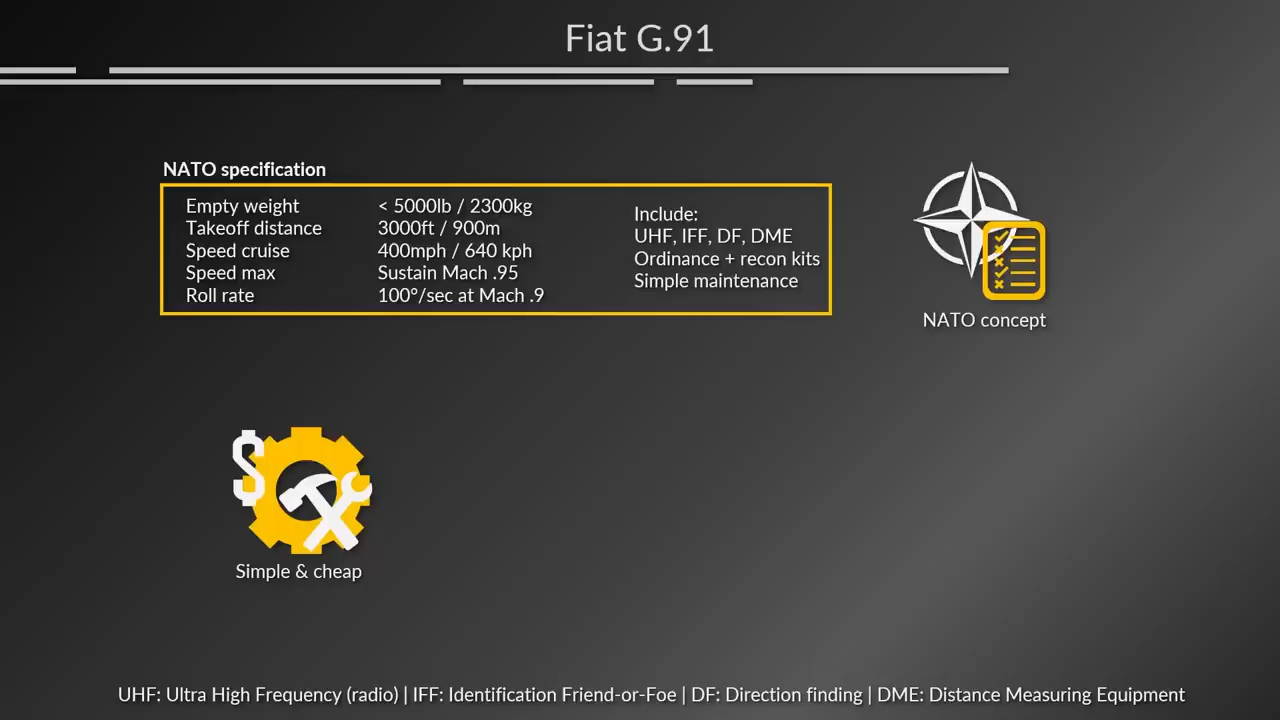 Fiat G.91
NATO specification
Empty weight < 5000lb / 2300kg
Takeoff distance 3000ft / 900m
Speed cruise 400mph / 640 kph
Speed max Sustain Mach .95
Roll rate 100°/sec at Mach .9
Include:
UHF, IFF, DF, DME
Ordinance + recon kits
Simple maintenance
NATO concept
$
Simple & cheap
UHF: Ultra High Frequency (radio) | IFF: Identification Friend-or-Foe | DF: Direction finding | DME: Distance Measuring Equipment